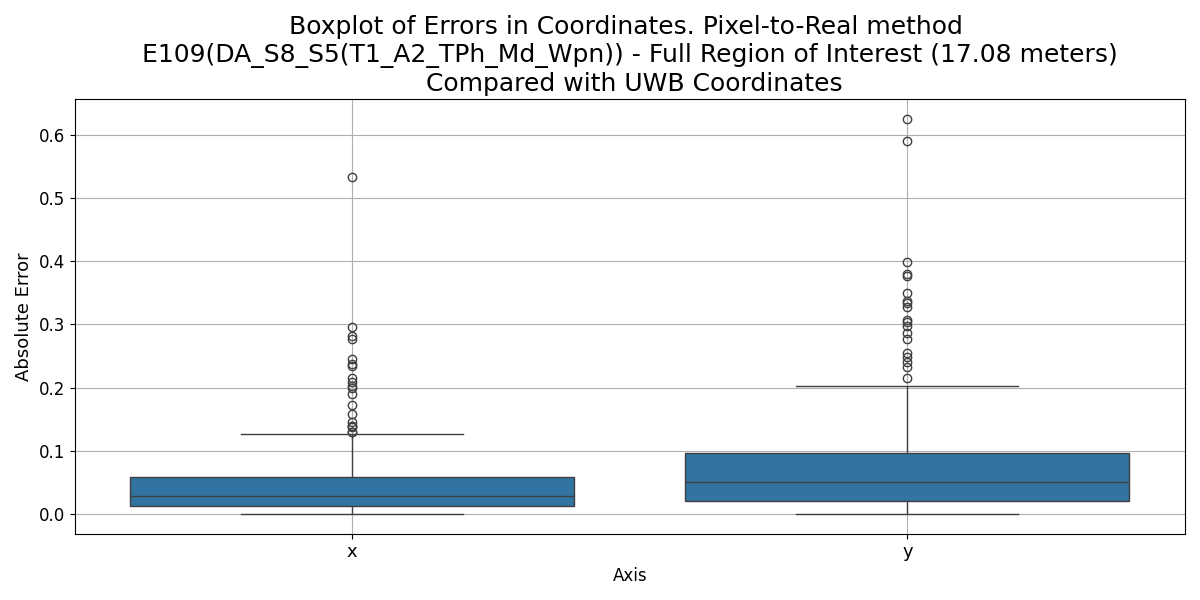 Boxplot of Errors in Coordinates. Pixel-to-Real method
E109(DA_S8_S5(T1_A2_TPh_Md_Wpn)) - Full Region of Interest (17.08 meters)
Compared with UWB Coordinates
0.6
0.5
0.4
0.3
0.2
0.1
0.0
Absolute Error
x y
Axis